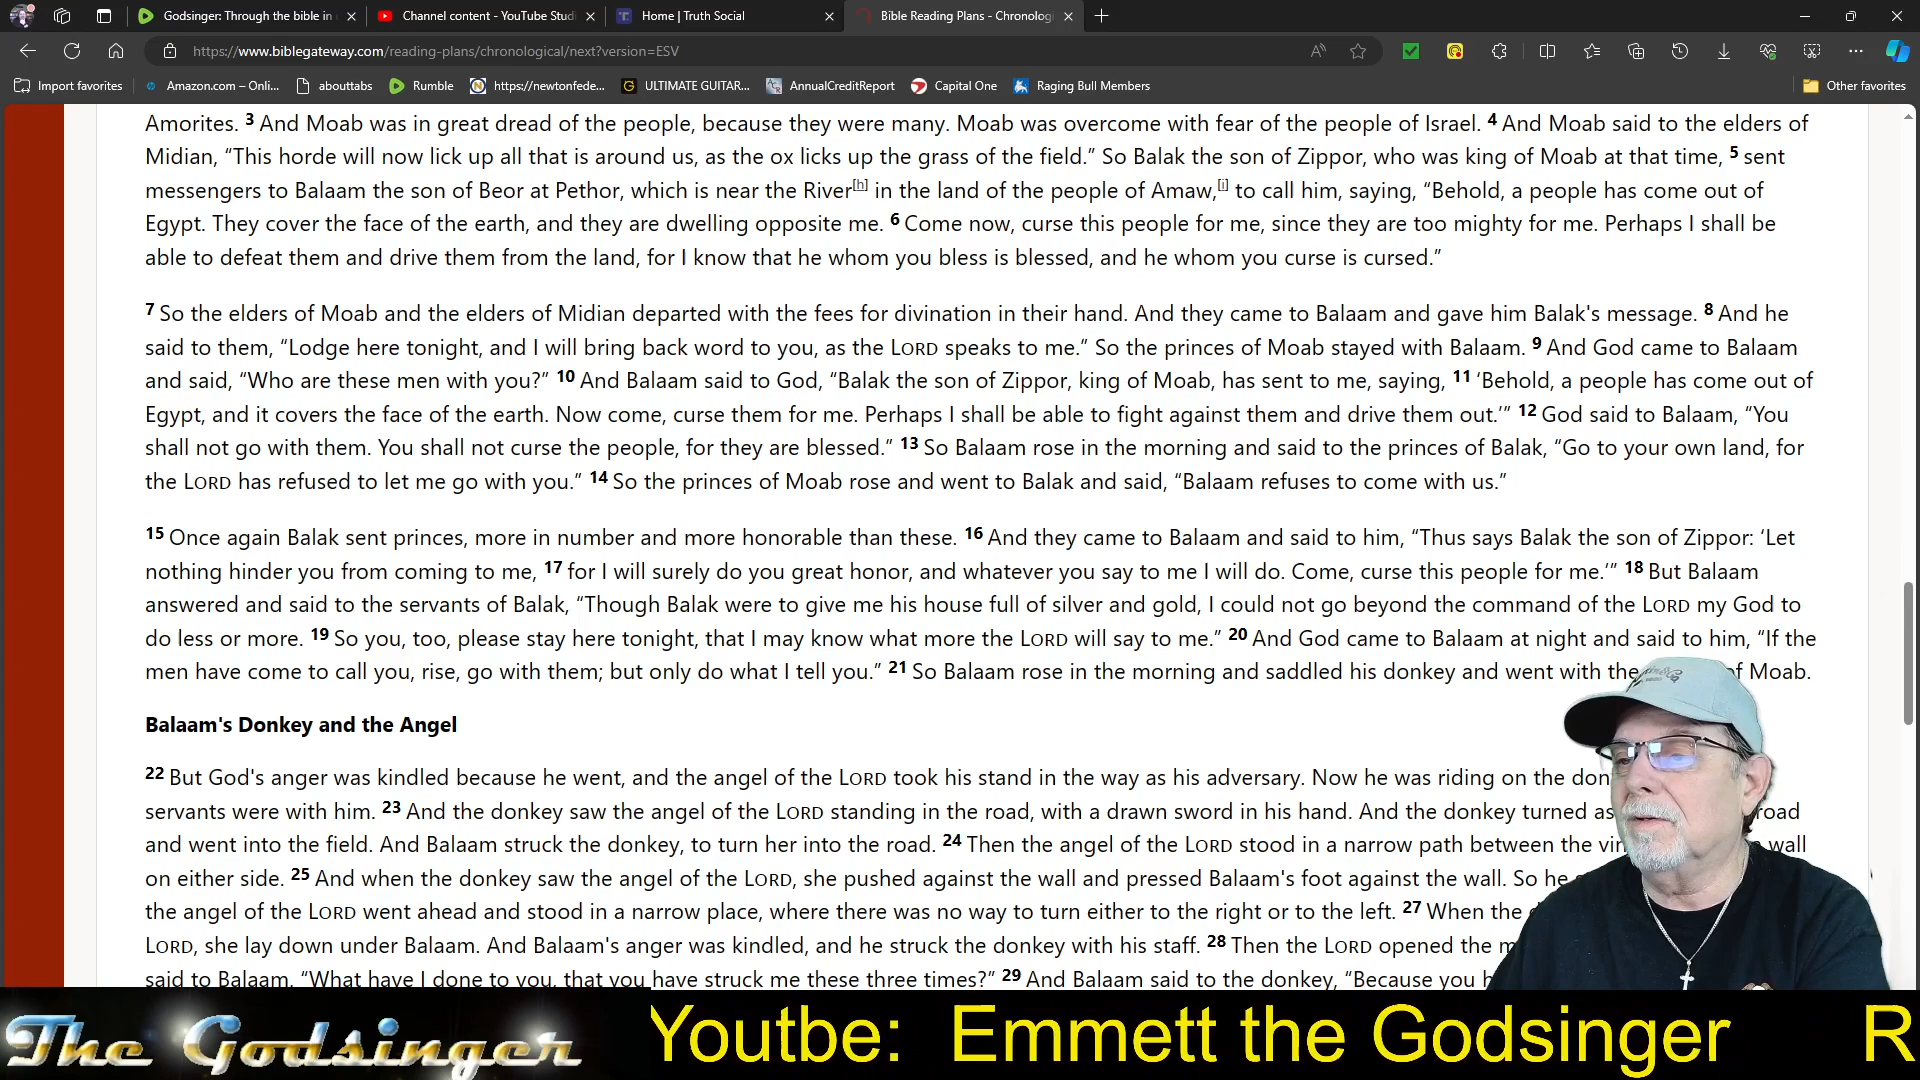 Godsinger: Through the bible in
Channel content - YouTube Studi
Home | Truth Social
Bible Reading Plans - Chronolog
https://www.biblegateway.com/reading-plans/chronological/next?version=ESV
Import favorites
Amazon.com – Onli...
abouttabs
Rumble
https://newtonfede...
ULTIMATE GUITAR...
AnnualCreditReport
Capital One
Raging Bull Members
Other favorites
Amorites. 3 And Moab was in great dread of the people, because they were many. Moab was overcome with fear of the people of Israel. 4 And Moab said to the elders of
Midian, “This horde will now lick up all that is around us, as the ox licks up the grass of the field.” So Balak the son of Zippor, who was king of Moab at that time, 5 sent
messengers to Balaam the son of Beor at Pethor, which is near the River[h] in the land of the people of Amaw,[i] to call him, saying, “Behold, a people has come out of
Egypt. They cover the face of the earth, and they are dwelling opposite me. 6 Come now, curse this people for me, since they are too mighty for me. Perhaps I shall be
able to defeat them and drive them from the land, for I know that he whom you bless is blessed, and he whom you curse is cursed.”
7 So the elders of Moab and the elders of Midian departed with the fees for divination in their hand. And they came to Balaam and gave him Balak's message. 8 And he
said to them, “Lodge here tonight, and I will bring back word to you, as the LORD speaks to me.” So the princes of Moab stayed with Balaam. 9 And God came to Balaam
and said, “Who are these men with you?” 10 And Balaam said to God, “Balak the son of Zippor, king of Moab, has sent to me, saying, 11 ‘Behold, a people has come out of
Egypt, and it covers the face of the earth. Now come, curse them for me. Perhaps I shall be able to fight against them and drive them out.’” 12 God said to Balaam, “You
shall not go with them. You shall not curse the people, for they are blessed.” 13 So Balaam rose in the morning and said to the princes of Balak, “Go to your own land, for
the LORD has refused to let me go with you.” 14 So the princes of Moab rose and went to Balak and said, “Balaam refuses to come with us.”
15 Once again Balak sent princes, more in number and more honorable than these. 16 And they came to Balaam and said to him, “Thus says Balak the son of Zippor: ‘Let
nothing hinder you from coming to me, 17 for I will surely do you great honor, and whatever you say to me I will do. Come, curse this people for me.’” 18 But Balaam
answered and said to the servants of Balak, “Though Balak were to give me his house full of silver and gold, I could not go beyond the command of the LORD my God to
do less or more. 19 So you, too, please stay here tonight, that I may know what more the LORD will say to me.” 20 And God came to Balaam at night and said to him, “If the
men have come to call you, rise, go with them; but only do what I tell you.” 21 So Balaam rose in the morning and saddled his donkey and went with the of Moab.
Balaam's Donkey and the Angel
22 But God's anger was kindled because he went, and the angel of the LORD took his stand in the way as his adversary. Now he was riding on the don
servants were with him. 23 And the donkey saw the angel of the LORD standing in the road, with a drawn sword in his hand. And the donkey turned as road
and went into the field. And Balaam struck the donkey, to turn her into the road. 24 Then the angel of the LORD stood in a narrow path between the vin wall
on either side. 25 And when the donkey saw the angel of the LORD, she pushed against the wall and pressed Balaam's foot against the wall. So he
the angel of the LORD went ahead and stood in a narrow place, where there was no way to turn either to the right or to the left. 27 When the
LORD, she lay down under Balaam. And Balaam's anger was kindled, and he struck the donkey with his staff. 28 Then the LORD opened the m
said to Balaam, “What have I done to you, that you have struck me these three times?” 29 And Balaam said to the donkey, “Because you h
The Godsinger
Youtbe: Emmett the Godsinger R